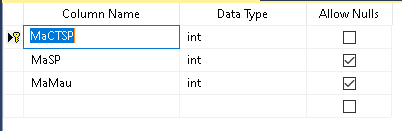 Column Name Data Type Allow Nulls
MaCTSP int
MaSP int
MaMau int